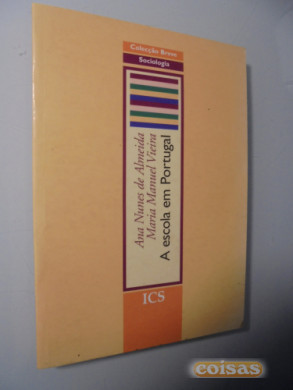 Colecção Breve
Sociologia
Ana Nunes de Almeida
Maria Manuel Vieira
A escola em Portugal
ICS
coisas